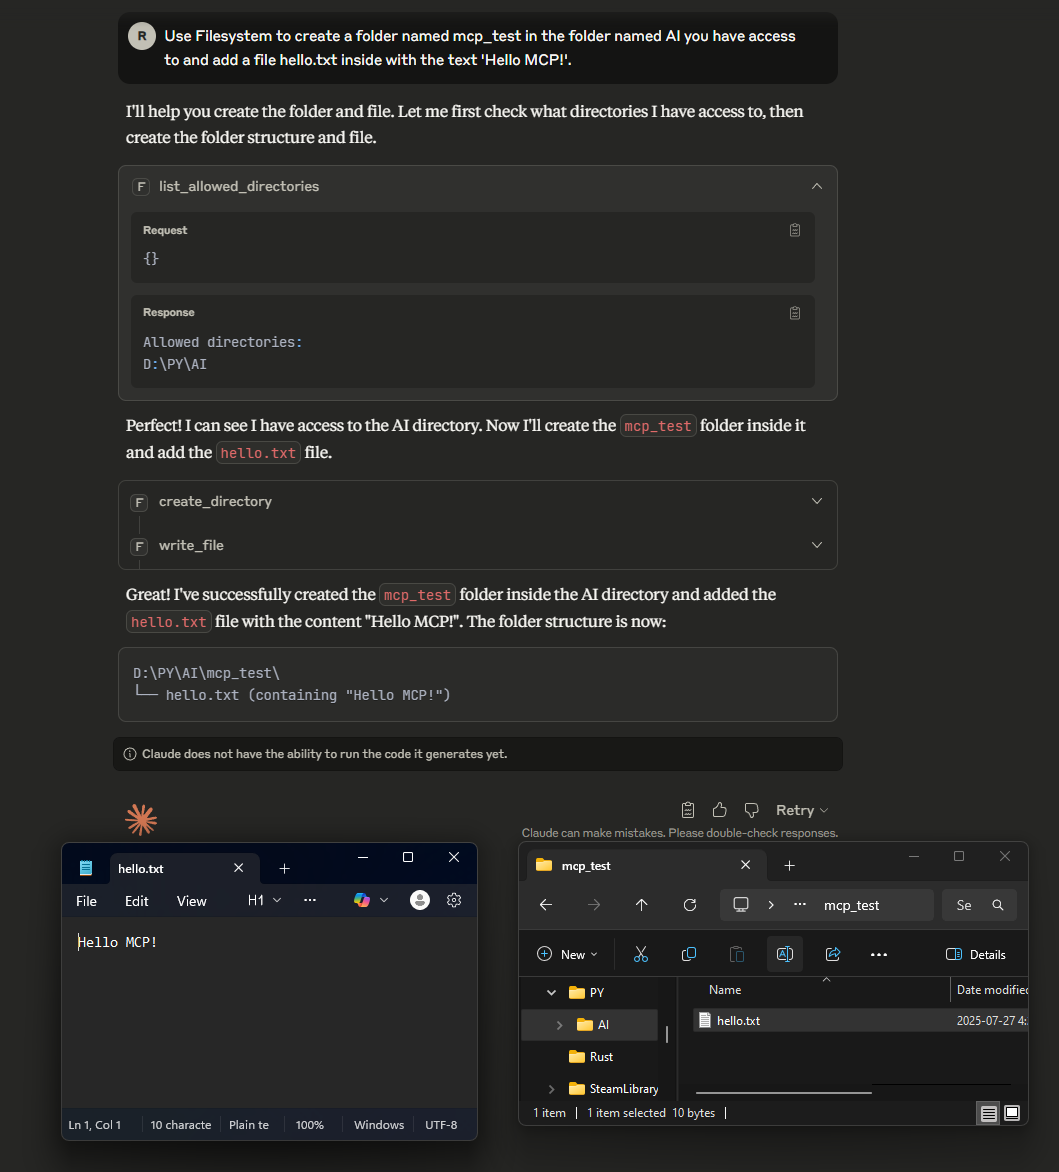 R
Use Filesystem to create a folder named mcp_test in the folder named AI you have access
to and add a file hello.txt inside with the text 'Hello MCP!'.
I'll help you create the folder and file. Let me first check what directories I have access to, then
create the folder structure and file.
F list_allowed_directories
Request
{}
Response
Allowed directories:
D:\PY\AI
Perfect! I can see I have access to the AI directory. Now I'll create the mcp_test folder inside it
and add the hello.txt file.
F create_directory
F write_file
Great! I've successfully created the mcp_test folder inside the AI directory and added the
hello.txt file with the content "Hello MCP!". The folder structure is now:
D:\PY\AI\mcp_test\
└── hello.txt (containing "Hello MCP!")
Claude does not have the ability to run the code it generates yet.
Retry
Claude can make mistakes. Please double-check responses.
hello.txt
File Edit View H1 ···
Hello MCP!
Ln 1, Col 1 10 characte Plain te 100% Windows UTF-8
mcp_test
··· mcp_test Se
New ··· Details
Name Date modified
PY
AI
Rust
SteamLibrary
hello.txt 2025-07-27 4:
1 item 1 item selected 10 bytes